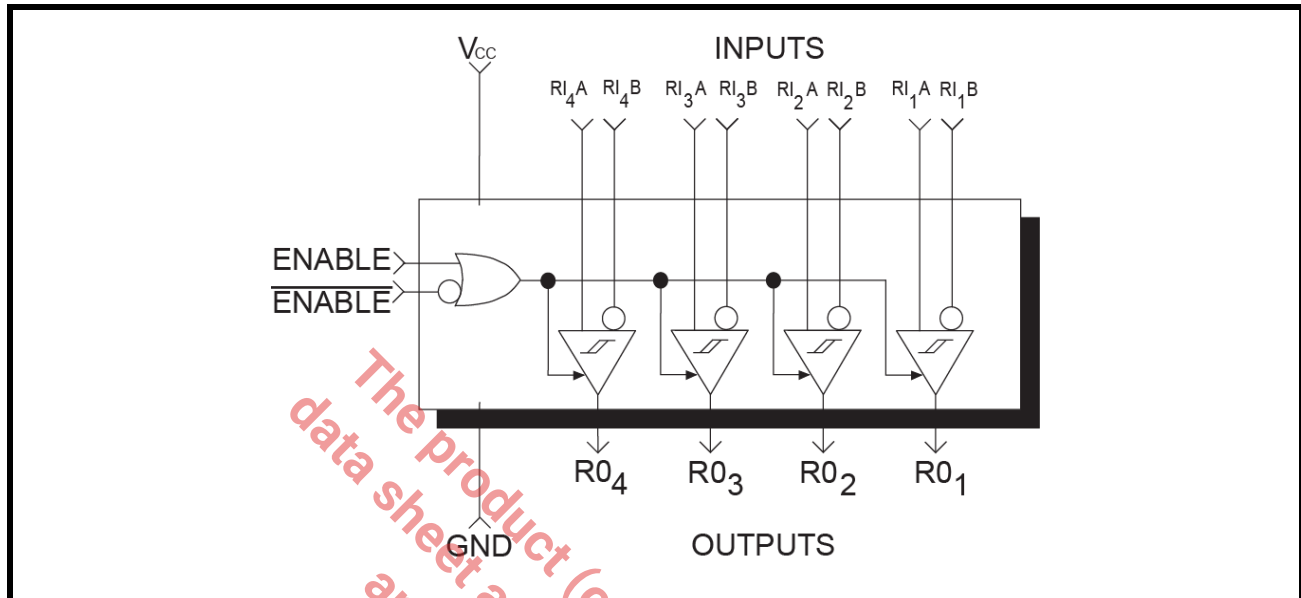 VCC
INPUTS
RI4A RI4B RI3A RI3B RI2A RI2B RI1A RI1B
ENABLE
ENABLE
R04 R03 R02 R01
GND
OUTPUTS
The product (
data sheet a